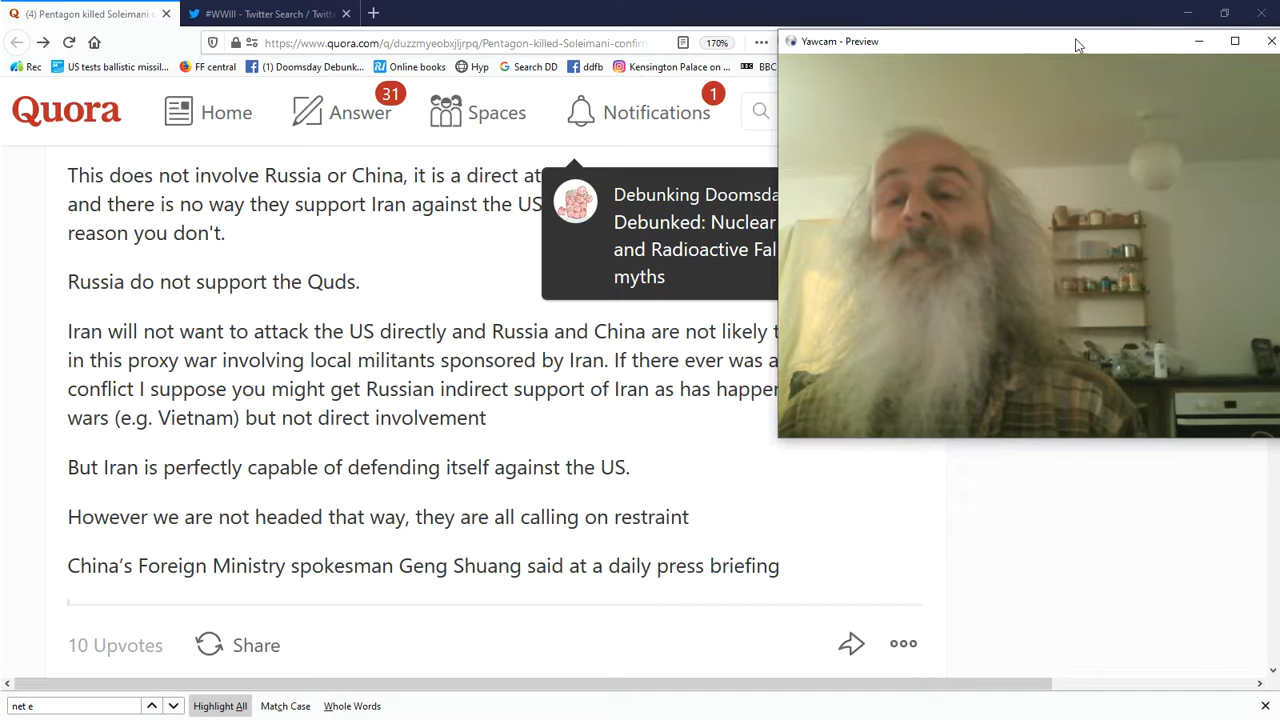 (4) Pentagon killed Soleimani c
#WWIII - Twitter Search / Twitte
https://www.quora.com/q/duzzmyeobxjljrpq/Pentagon-killed-Soleimani-confirn
170%
Yawcam - Preview
Rec
US tests ballistic missil...
FF central
(1) Doomsday Debunk...
Online books
Hyp
Search DD
ddfb
Kensington Palace on ...
BBC
Quora
Home
Answer
31
Spaces
Notifications
1
This does not involve Russia or China, it is a direct at
and there is no way they support Iran against the US
reason you don't.
Debunking Doomsda
Debunked: Nuclear
and Radioactive Fal
myths
Russia do not support the Quds.
Iran will not want to attack the US directly and Russia and China are not likely t
in this proxy war involving local militants sponsored by Iran. If there ever was a
conflict I suppose you might get Russian indirect support of Iran as has happer
wars (e.g. Vietnam) but not direct involvement
But Iran is perfectly capable of defending itself against the US.
However we are not headed that way, they are all calling on restraint
China’s Foreign Ministry spokesman Geng Shuang said at a daily press briefing
10 Upvotes
Share
net e
Highlight All
Match Case
Whole Words